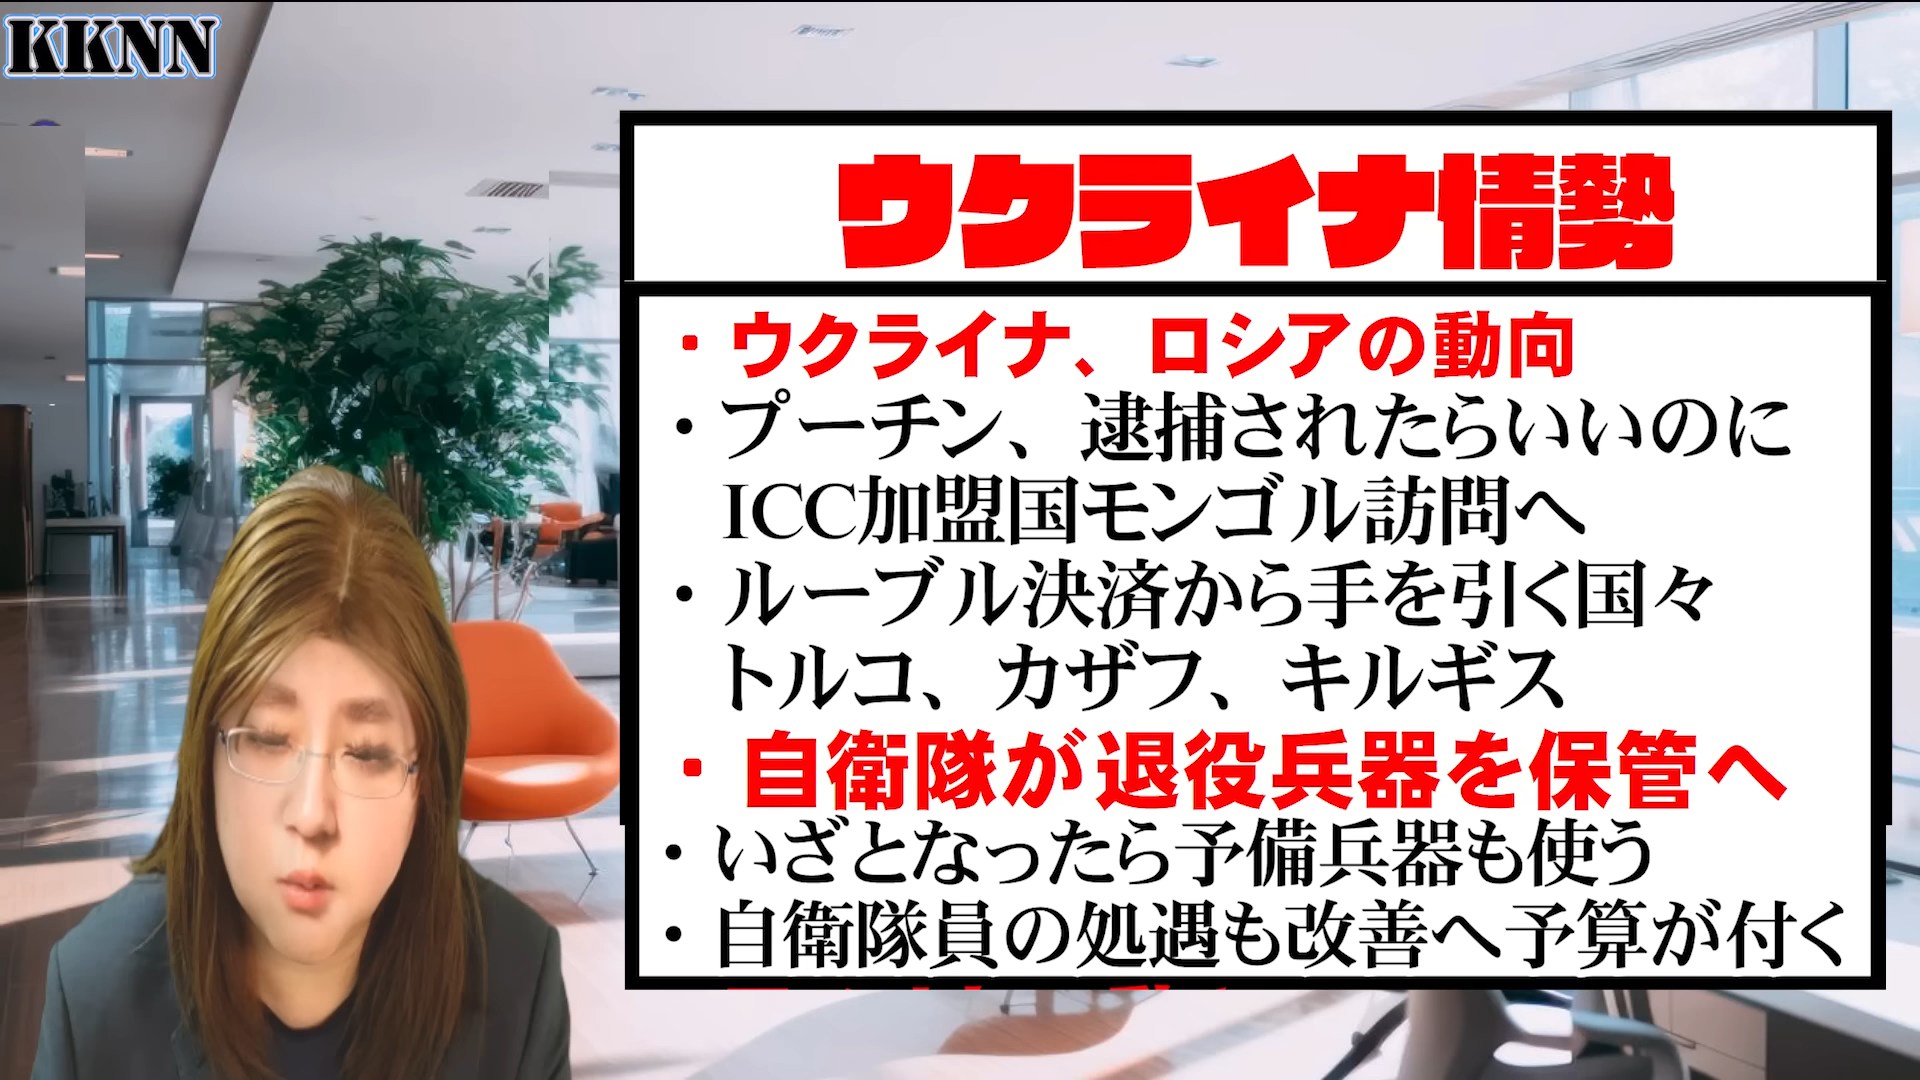 KKNN
ウクライナ情勢
・ウクライナ、ロシアの動向
・プーチン、逮捕されたらいいのに
ICC加盟国モンゴル訪問へ
・ルーブル決済から手を引く国々
トルコ、カザフ、キルギス
・自衛隊が退役兵器を保管へ
・いざとなったら予備兵器も使う
・自衛隊員の処遇も改善へ予算が付く